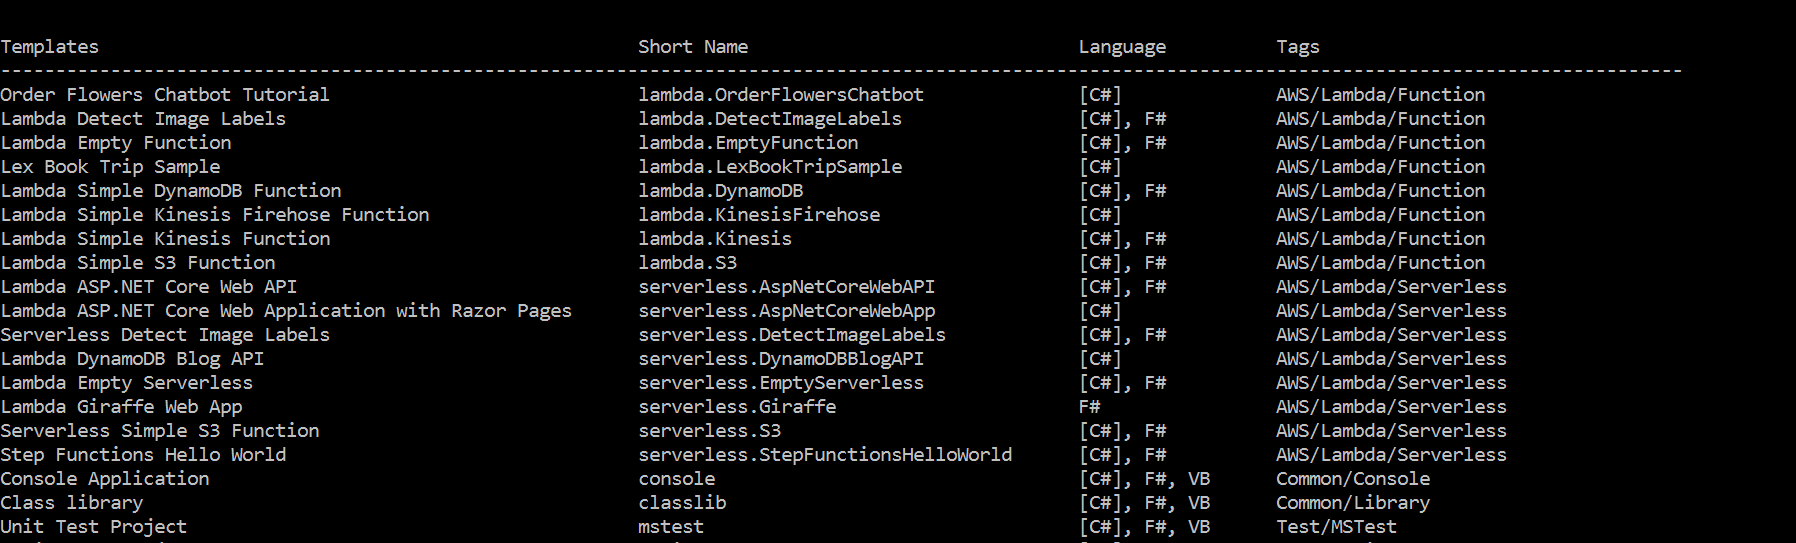 Templates Short Name Language Tags
---------------------------------------------------------------------------------------------------------------------------------------------------------
Order Flowers Chatbot Tutorial lambda.OrderFlowersChatbot [C#] AWS/Lambda/Function
Lambda Detect Image Labels lambda.DetectImageLabels [C#], F# AWS/Lambda/Function
Lambda Empty Function lambda.EmptyFunction [C#], F# AWS/Lambda/Function
Lex Book Trip Sample lambda.LexBookTripSample [C#] AWS/Lambda/Function
Lambda Simple DynamoDB Function lambda.DynamoDB [C#], F# AWS/Lambda/Function
Lambda Simple Kinesis Firehose Function lambda.KinesisFirehose [C#] AWS/Lambda/Function
Lambda Simple Kinesis Function lambda.Kinesis [C#], F# AWS/Lambda/Function
Lambda Simple S3 Function lambda.S3 [C#], F# AWS/Lambda/Function
Lambda ASP.NET Core Web API serverless.AspNetCoreWebAPI [C#], F# AWS/Lambda/Serverless
Lambda ASP.NET Core Web Application with Razor Pages serverless.AspNetCoreWebApp [C#] AWS/Lambda/Serverless
Serverless Detect Image Labels serverless.DetectImageLabels [C#], F# AWS/Lambda/Serverless
Lambda DynamoDB Blog API serverless.DynamoDBBlogAPI [C#] AWS/Lambda/Serverless
Lambda Empty Serverless serverless.EmptyServerless [C#], F# AWS/Lambda/Serverless
Lambda Giraffe Web App serverless.Giraffe F# AWS/Lambda/Serverless
Serverless Simple S3 Function serverless.S3 [C#], F# AWS/Lambda/Serverless
Step Functions Hello World serverless.StepFunctionsHelloWorld [C#], F# AWS/Lambda/Serverless
Console Application console [C#], F#, VB Common/Console
Class library classlib [C#], F#, VB Common/Library
Unit Test Project mstest [C#], F#, VB Test/MSTest